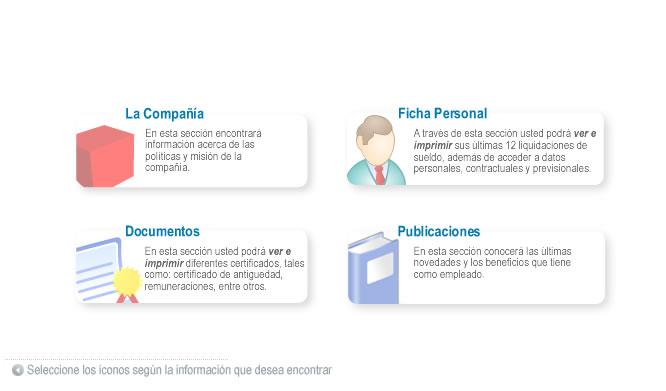 La Compañía
En esta sección encontrará
información acerca de las
políticas y misión de la
compañía.
Ficha Personal
A través de esta sección usted podrá ver e
imprimir sus últimas 12 liquidaciones de
sueldo, además de acceder a datos
personales, contractuales y previsionales.
Documentos
En esta sección usted podrá ver e
imprimir diferentes certificados, tales
como: certificado de antiguedad,
remuneraciones, entre otros.
Publicaciones
En esta sección conocerá las últimas
novedades y los beneficios que tiene
como empleado.
Seleccione los iconos según la información que desea encontrar